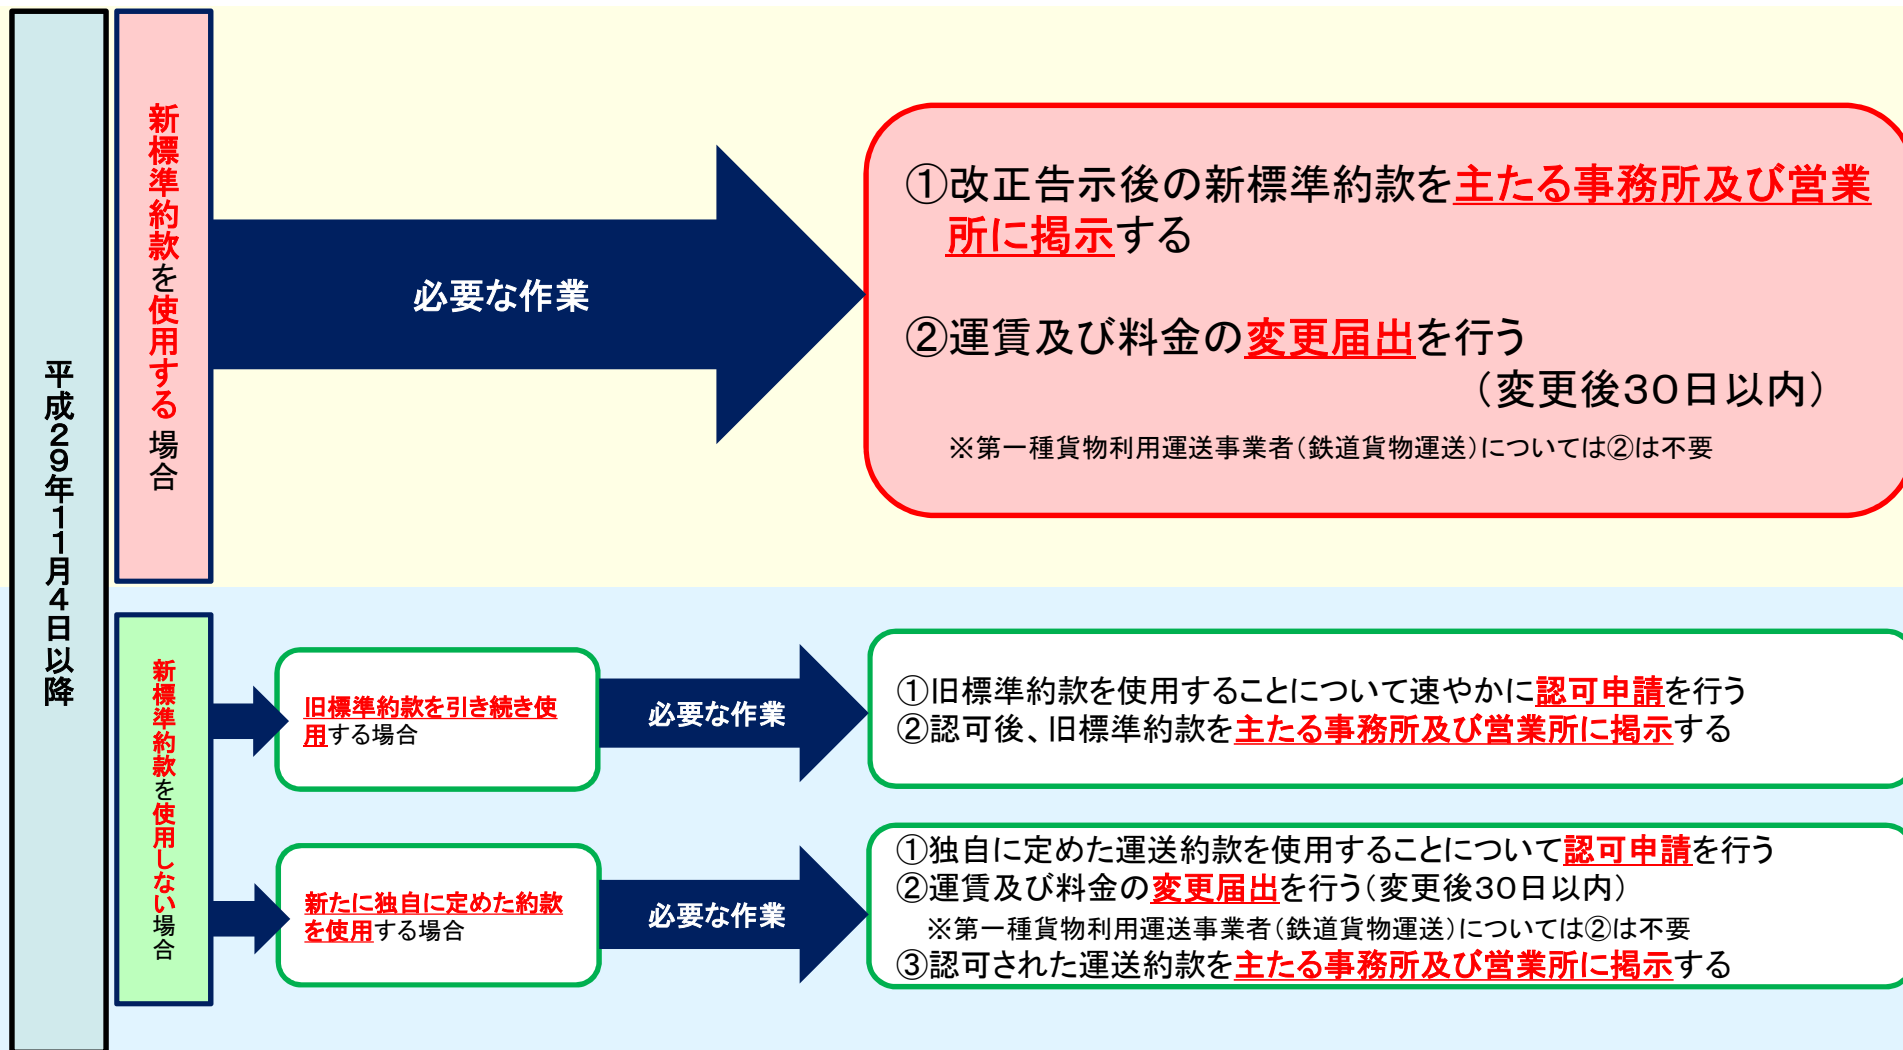 平成29年11月4日以降
新標準約款を使用する場合
必要な作業
①改正告示後の新標準約款を主たる事務所及び営業
所に掲示する
②運賃及び料金の変更届出を行う
（変更後30日以内）
※第一種貨物利用運送事業者（鉄道貨物運送）については②は不要
新標準約款を使用しない場合
旧標準約款を引き続き使
用する場合
必要な作業
①旧標準約款を使用することについて速やかに認可申請を行う
②認可後、旧標準約款を主たる事務所及び営業所に掲示する
新たに独自に定めた約款
を使用する場合
必要な作業
①独自に定めた運送約款を使用することについて認可申請を行う
②運賃及び料金の変更届出を行う（変更後30日以内）
※第一種貨物利用運送事業者（鉄道貨物運送）については②は不要
③認可された運送約款を主たる事務所及び営業所に掲示する